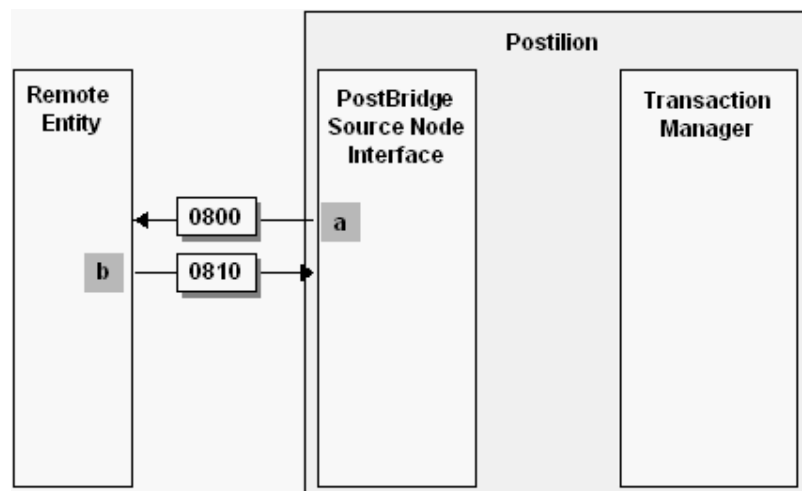 Postilion
Remote
Entity
PostBridge
Source Node
Interface
Transaction
Manager
0800
a
b
0810